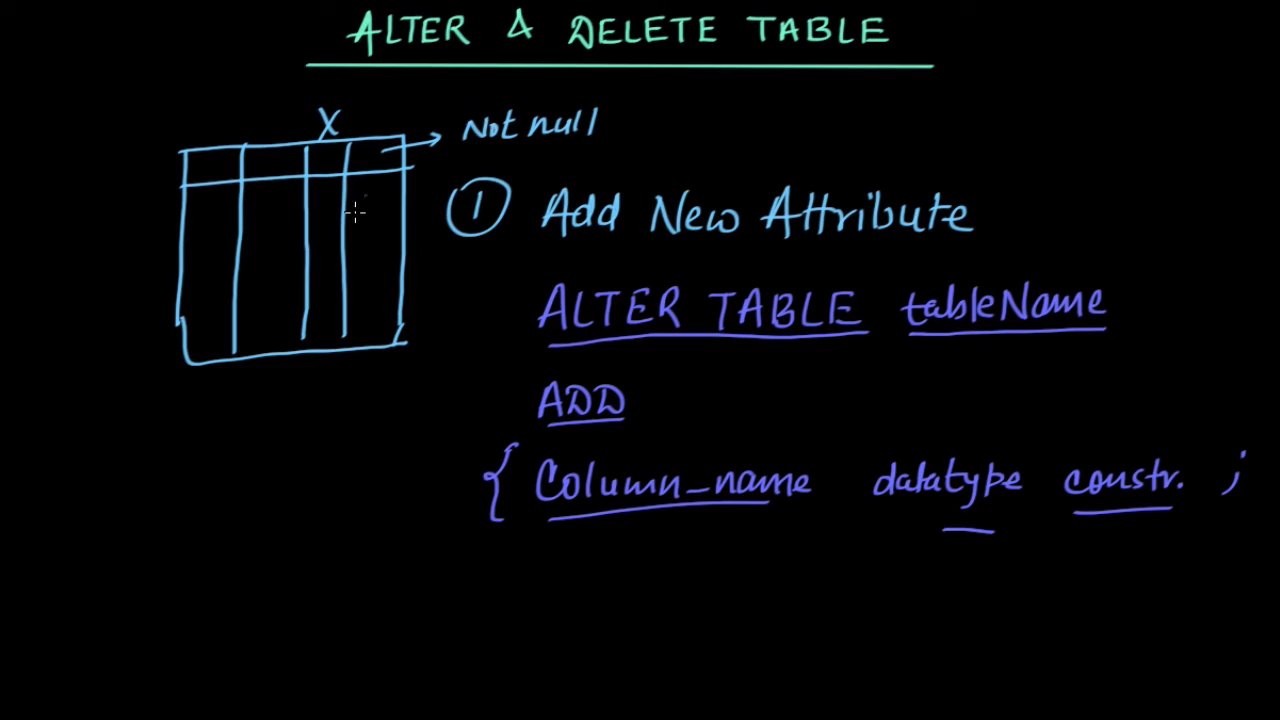 ALTER & DELETE TABLE
X
Not null
① Add New Attribute
ALTER TABLE tableName
ADD
{ Column_name datatype constr. ;